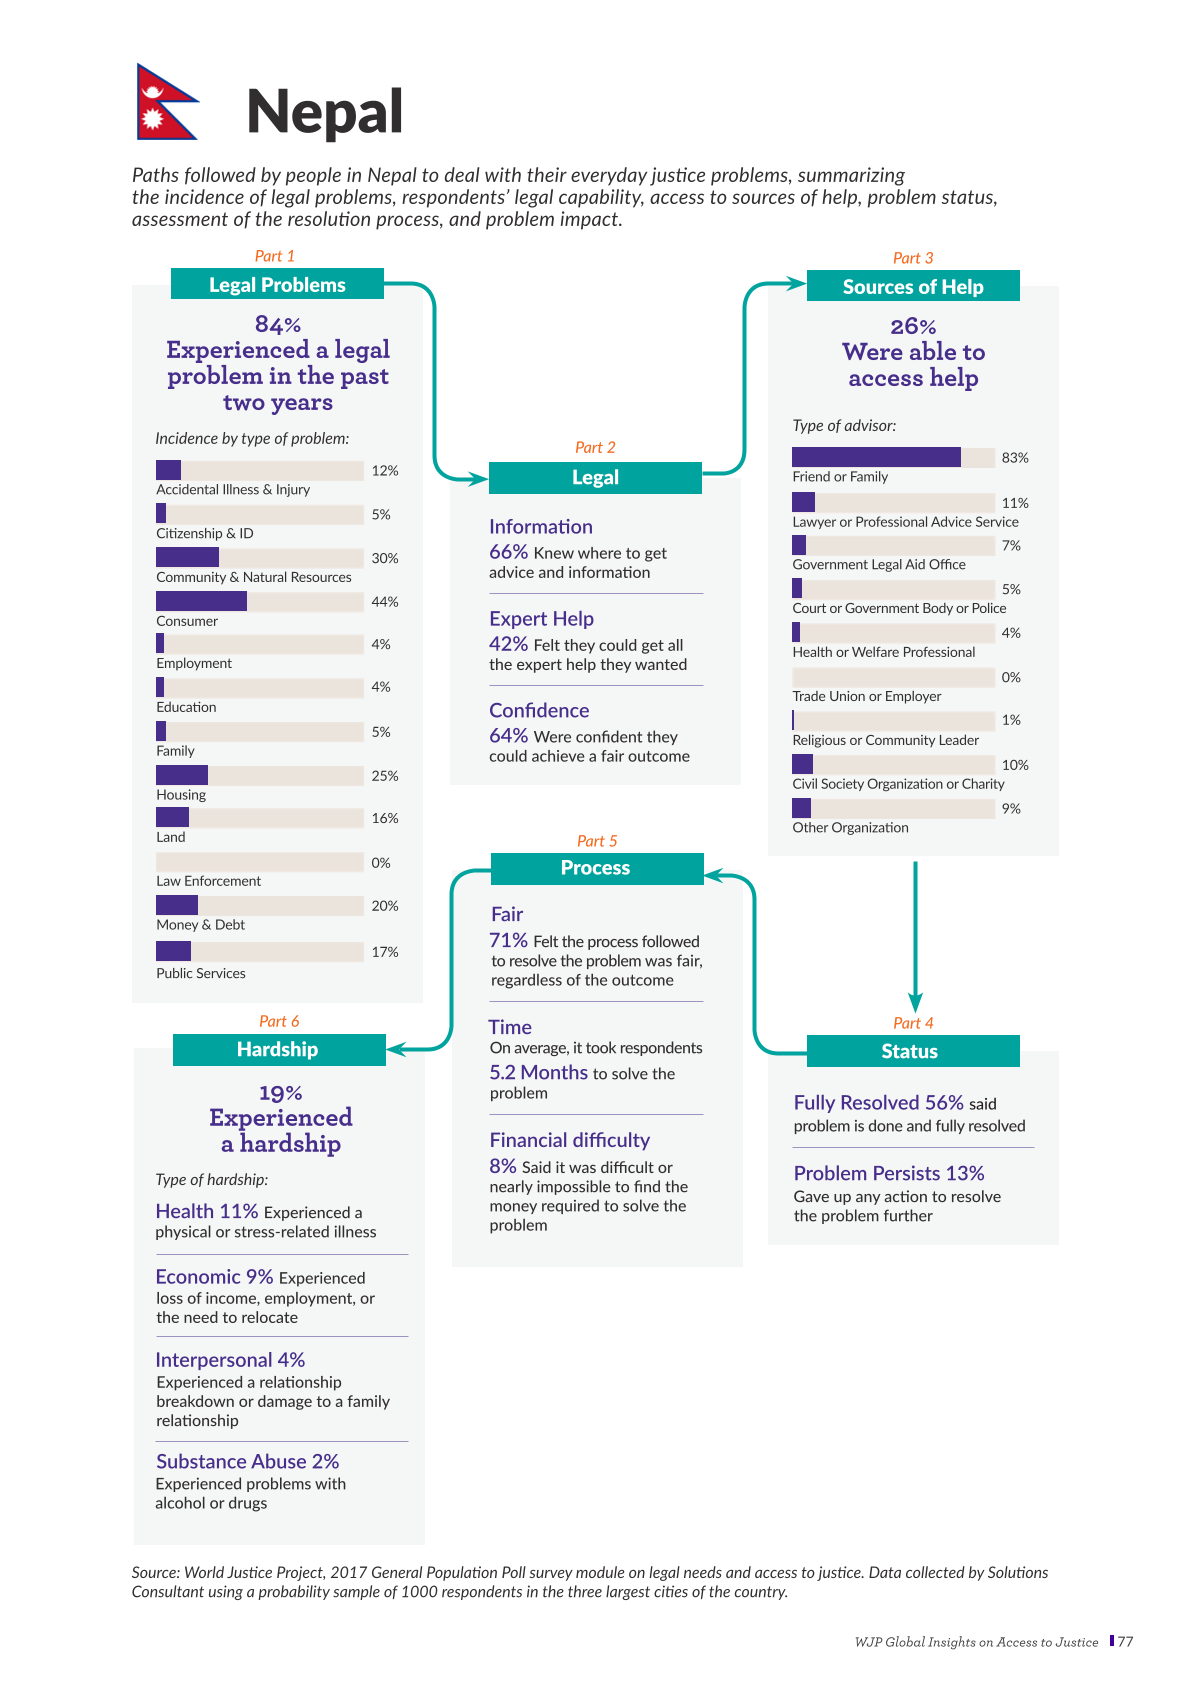 Nepal
Paths followed by people in Nepal to deal with their everyday justice problems, summarizing
the incidence of legal problems, respondents' legal capability, access to sources of help, problem status,
assessment of the resolution process, and problem impact.
Part 1
Legal Problems
84%
Experienced a legal
problem in the past
two years
Incidence by type of problem:
12%
Accidental Illness & Injury
5%
Citizenship & ID
30%
Community & Natural Resources
44%
Consumer
4%
Employment
4%
Education
5%
Family
25%
Housing
16%
Land
0%
Law Enforcement
20%
Money & Debt
17%
Public Services
Part 2
Legal
Information
66% Knew where to get
advice and information
Expert Help
42% Felt they could get all
the expert help they wanted
Confidence
64% Were confident they
could achieve a fair outcome
Part 3
Sources of Help
26%
Were able to
access help
Type of advisor:
83%
Friend or Family
11%
Lawyer or Professional Advice Service
7%
Government Legal Aid Office
5%
Court or Government Body or Police
4%
Health or Welfare Professional
0%
Trade Union or Employer
1%
Religious or Community Leader
10%
Civil Society Organization or Charity
9%
Other Organization
Part 4
Status
Fully Resolved 56% said
problem is done and fully resolved
Problem Persists 13%
Gave up any action to resolve
the problem further
Part 5
Process
Fair
71% Felt the process followed
to resolve the problem was fair,
regardless of the outcome
Time
On average, it took respondents
5.2 Months to solve the
problem
Financial difficulty
8% Said it was difficult or
nearly impossible to find the
money required to solve the
problem
Part 6
Hardship
19%
Experienced
a hardship
Type of hardship:
Health 11% Experienced a
physical or stress-related illness
Economic 9% Experienced
loss of income, employment, or
the need to relocate
Interpersonal 4%
Experienced a relationship
breakdown or damage to a family
relationship
Substance Abuse 2%
Experienced problems with
alcohol or drugs
Source: World Justice Project, 2017 General Population Poll survey module on legal needs and access to justice. Data collected by Solutions
Consultant using a probability sample of 1000 respondents in the three largest cities of the country.
WJP Global Insights on Access to Justice 77